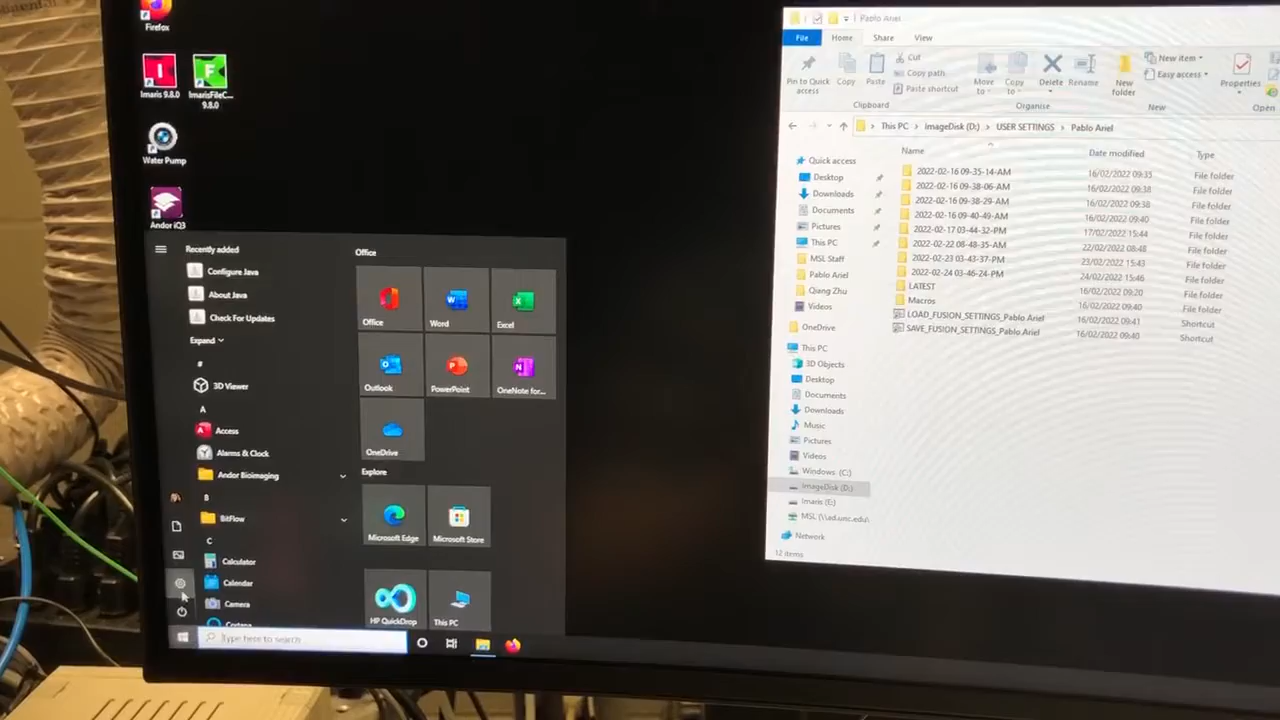 Firefox
Imaris 9.8.0
ImarisFileC...
9.8.0
Water Pump
Andor iQ3
Recently added
Configure Java
About Java
Check For Updates
Expand
#
3D Viewer
A
Access
Alarms & Clock
Andor Bioimaging
B
BitFlow
C
Calculator
Calendar
Camera
Cortana
Office
Office
Word
Excel
Outlook
PowerPoint
OneNote for...
OneDrive
Explore
Microsoft Edge
Microsoft Store
HP QuickDrop
This PC
Type here to search
Pablo Ariel
File
Home
Share
View
Pin to Quick access
Copy
Paste
Cut
Copy path
Paste shortcut
Clipboard
Move to
Copy to
Delete
Rename
Organise
New folder
New item
Easy access
New
Properties
Open
This PC > ImageDisk (D:) > USER SETTINGS > Pablo Ariel
Name
Date modified
Type
2022-02-16 09-35-14-AM 16/02/2022 09:35 File folder
2022-02-16 09-38-06-AM 16/02/2022 09:38 File folder
2022-02-16 09-38-29-AM 16/02/2022 09:38 File folder
2022-02-16 09-40-49-AM 16/02/2022 09:40 File folder
2022-02-17 03-44-32-PM 17/02/2022 15:44 File folder
2022-02-22 08-48-35-AM 22/02/2022 08:48 File folder
2022-02-23 03-43-37-PM 23/02/2022 15:43 File folder
2022-02-24 03-46-24-PM 24/02/2022 15:46 File folder
LATEST 16/02/2022 09:20 File folder
Macros 16/02/2022 09:40 File folder
LOAD_FUSION_SETTINGS_Pablo Ariel 16/02/2022 09:41 Shortcut
SAVE_FUSION_SETTINGS_Pablo Ariel 16/02/2022 09:40 Shortcut
Quick access
Desktop
Downloads
Documents
Pictures
This PC
MSL Staff
Pablo Ariel
Qiang Zhu
Videos
OneDrive
This PC
3D Objects
Desktop
Documents
Downloads
Music
Pictures
Videos
Windows (C:)
ImageDisk (D:)
Imaris (E:)
MSL (\\ad.unc.edu\
Network
12 items